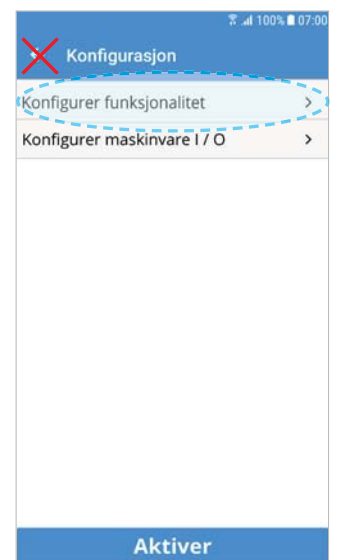 100% 07:00
Konfigurasjon
Konfigurer funksjonalitet
Konfigurer maskinvare I / O
Aktiver